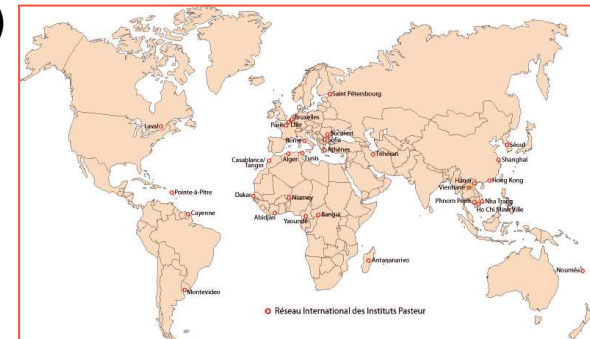 )
Saint Pétersbourg
Bruxelles
Paris
Lille
Laval
Bucarest
Sofia
Rome
Athènes
Séoul
Alger
Tunis
Téhéran
Shanghai
Casablanca/
Tanger
Hanoi
Hong Kong
Vientiane
Pointe-à-Pitre
Dakar
Niamey
Phnom Penh
Nha Trang
Ho Chi Minh Ville
Cayenne
Abidjan
Yaoundé
Bangui
Antananarivo
Nouméa
Montevideo
Réseau International des Instituts Pasteur